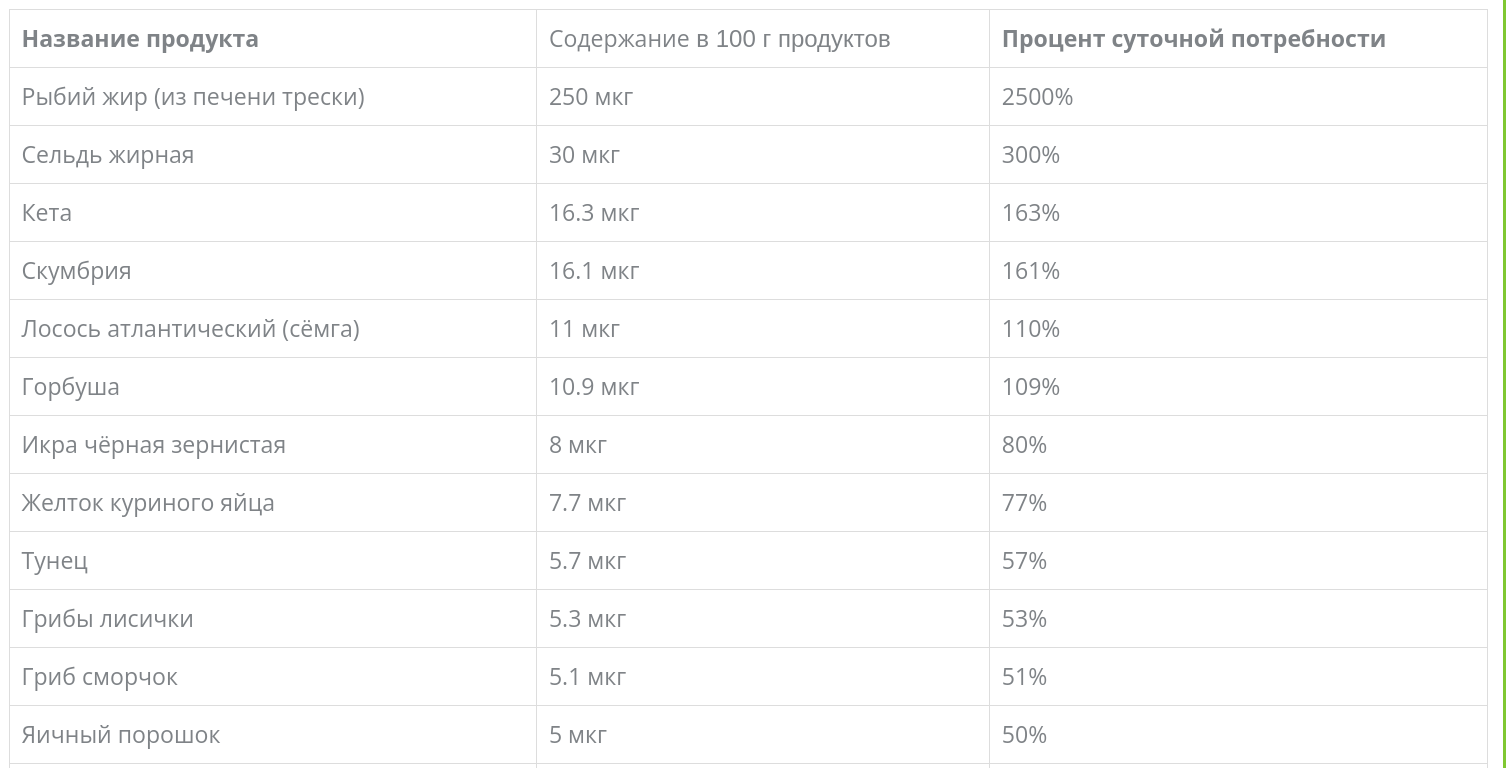 Название продукта Содержание в 100 г продуктов Процент суточной потребности
Рыбий жир (из печени трески) 250 мкг 2500%
Сельдь жирная 30 мкг 300%
Кета 16.3 мкг 163%
Скумбрия 16.1 мкг 161%
Лосось атлантический (сёмга) 11 мкг 110%
Горбуша 10.9 мкг 109%
Икра чёрная зернистая 8 мкг 80%
Желток куриного яйца 7.7 мкг 77%
Тунец 5.7 мкг 57%
Грибы лисички 5.3 мкг 53%
Гриб сморчок 5.1 мкг 51%
Яичный порошок 5 мкг 50%